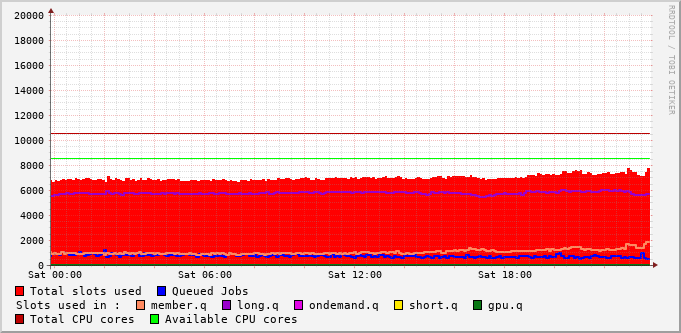 20000
18000
16000
14000
12000
10000
8000
6000
4000
2000
0
Sat 00:00 Sat 06:00 Sat 12:00 Sat 18:00
Total slots used Queued Jobs
Slots used in : member.q long.q ondemand.q short.q gpu.q
Total CPU cores Available CPU cores
RRDTOOL / TOBI OETIKER